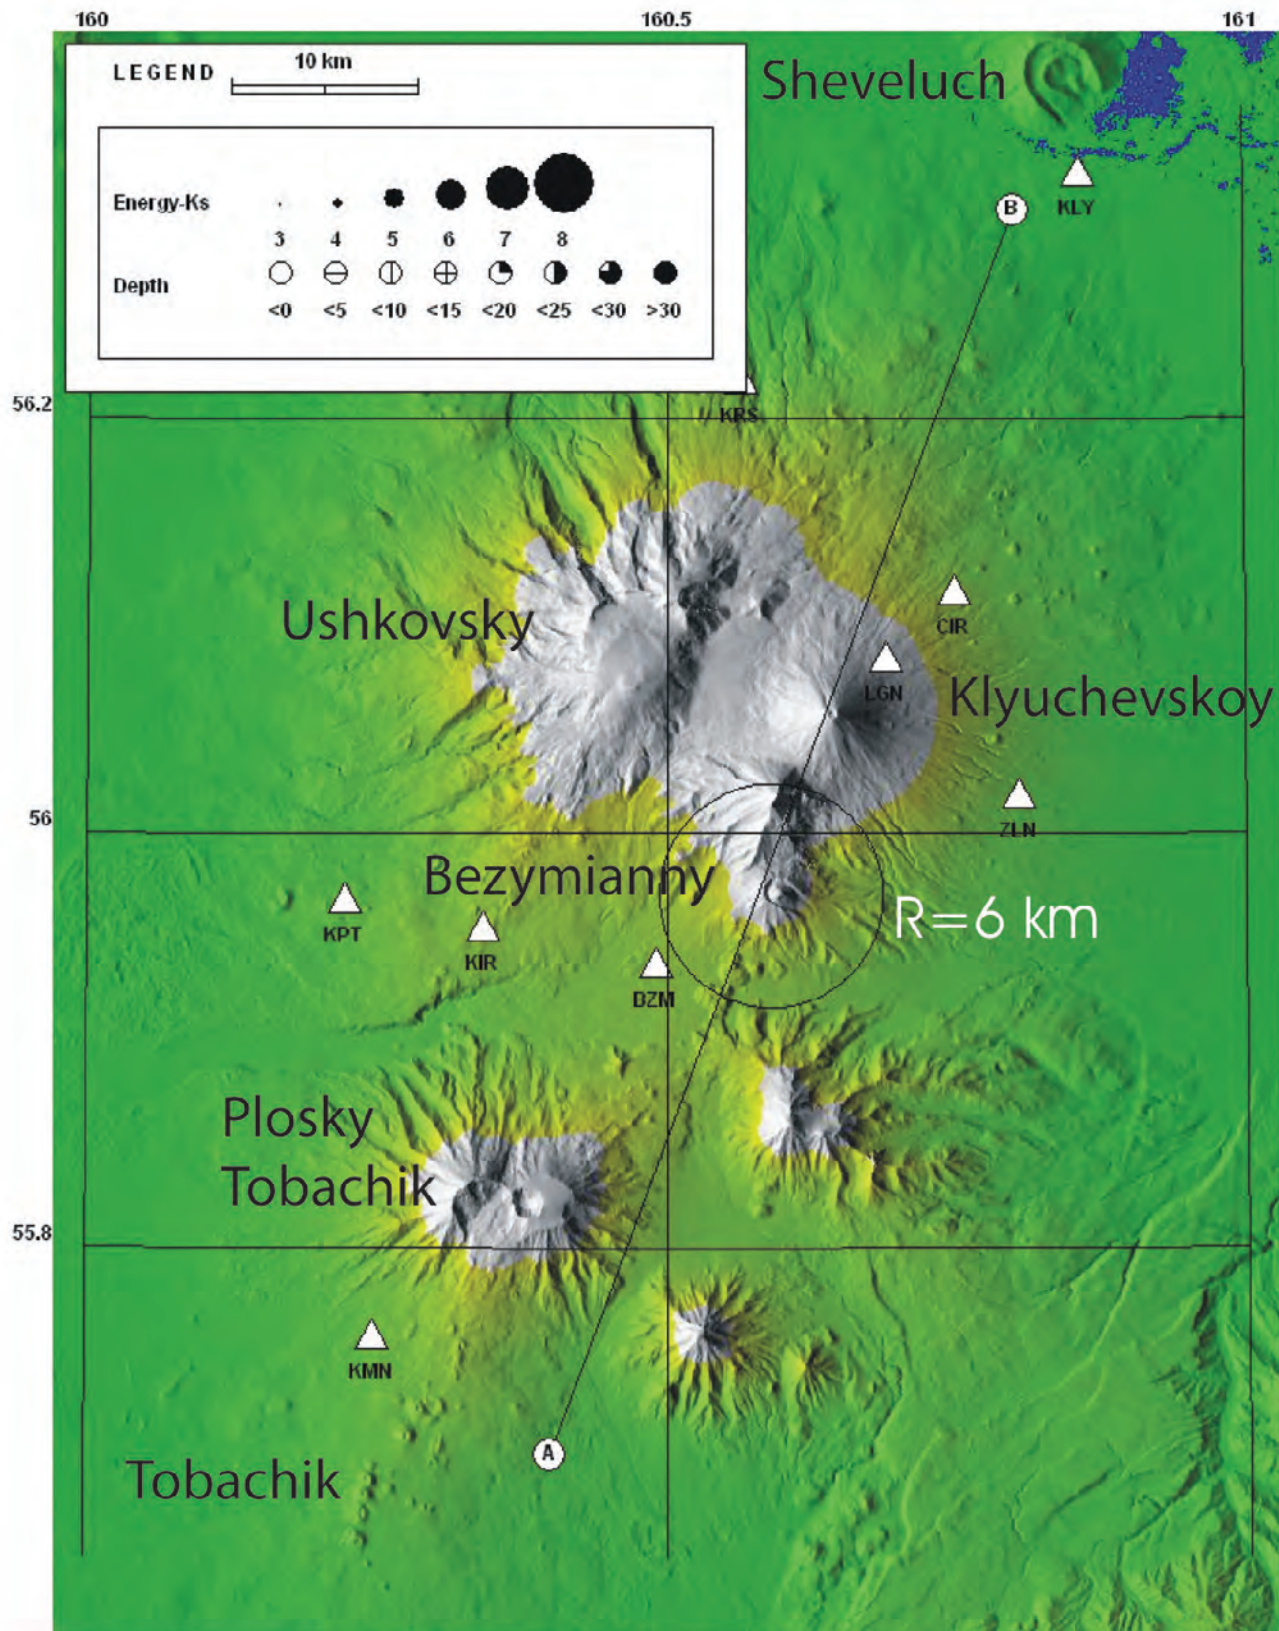 160 160.5 161
LEGEND 10 km
Sheveluch
Energy-Ks
3 4 5 6 7 8
Depth
<0 <5 <10 <15 <20 <25 <30 >30
B
KLY
56.2
KRS
Ushkovsky
CIR
LGN
Klyuchevskoy
56
ZLN
Bezymianny
R=6 km
KPT
KIR
BZM
Plosky
Tobachik
55.8
KMN
A
Tobachik